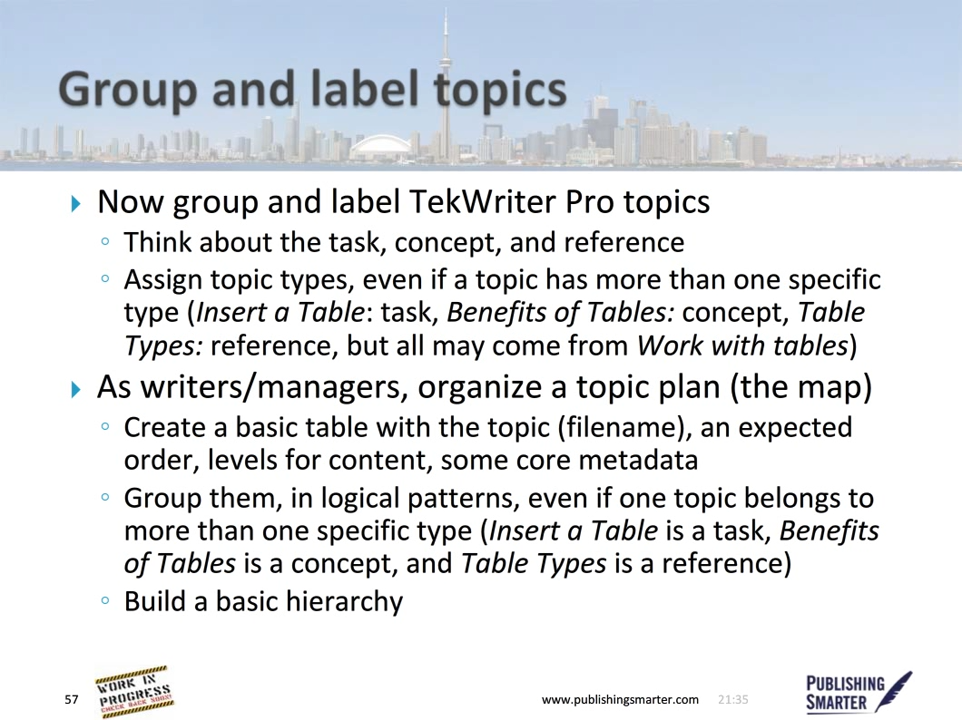 Group and label topics
Now group and label TekWriter Pro topics
Think about the task, concept, and reference
Assign topic types, even if a topic has more than one specific
type (Insert a Table: task, Benefits of Tables: concept, Table
Types: reference, but all may come from Work with tables)
As writers/managers, organize a topic plan (the map)
Create a basic table with the topic (filename), an expected
order, levels for content, some core metadata
Group them, in logical patterns, even if one topic belongs to
more than one specific type (Insert a Table is a task, Benefits
of Tables is a concept, and Table Types is a reference)
Build a basic hierarchy
57
WORK IN
PROGRESS
CHECK BACK SOON!
www.publishingsmarter.com
21:35
PUBLISHING
SMARTER